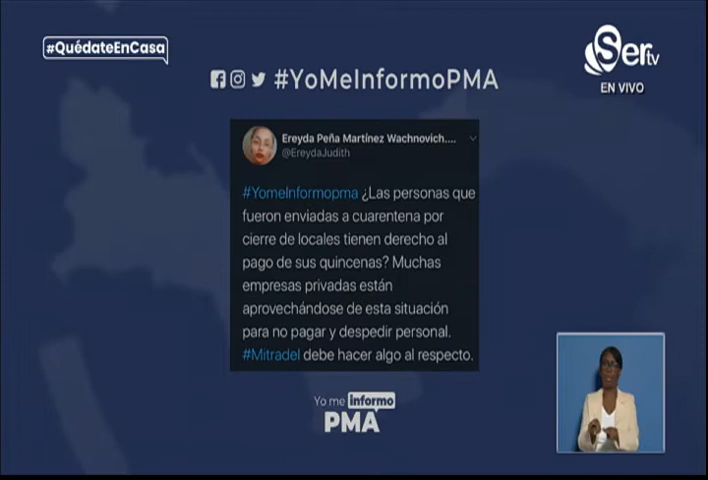 #QuédateEnCasa
Sertv
EN VIVO
#YoMeInformoPMA
Ereyda Peña Martínez Wachnovich....
@EreydaJudith
#YomeInformopma ¿Las personas que
fueron enviadas a cuarentena por
cierre de locales tienen derecho al
pago de sus quincenas? Muchas
empresas privadas están
aprovechándose de esta situación
para no pagar y despedir personal.
#Mitradel debe hacer algo al respecto.
Yo me informo
PMA